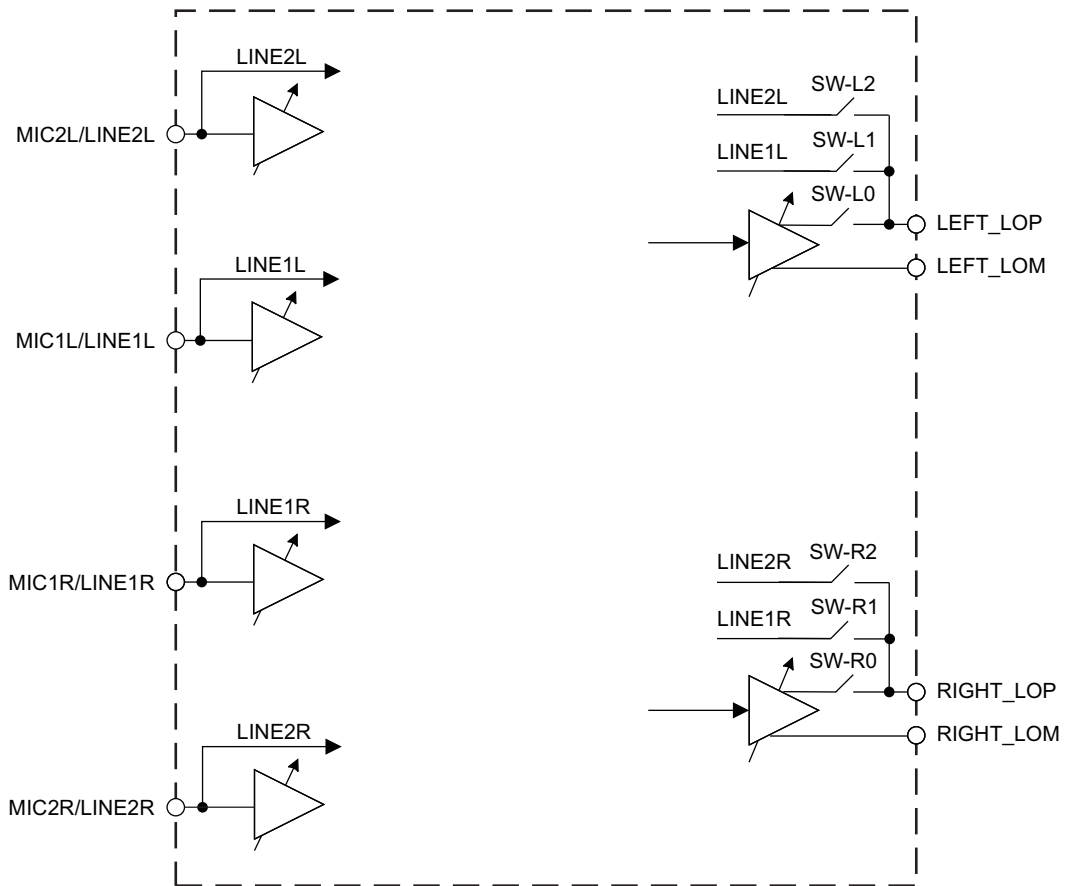 LINE2L
MIC2L/LINE2L
LINE2L
SW-L2
LINE1L
SW-L1
SW-L0
LEFT_LOP
LEFT_LOM
LINE1L
MIC1L/LINE1L
LINE1R
MIC1R/LINE1R
LINE2R
SW-R2
LINE1R
SW-R1
SW-R0
RIGHT_LOP
RIGHT_LOM
LINE2R
MIC2R/LINE2R